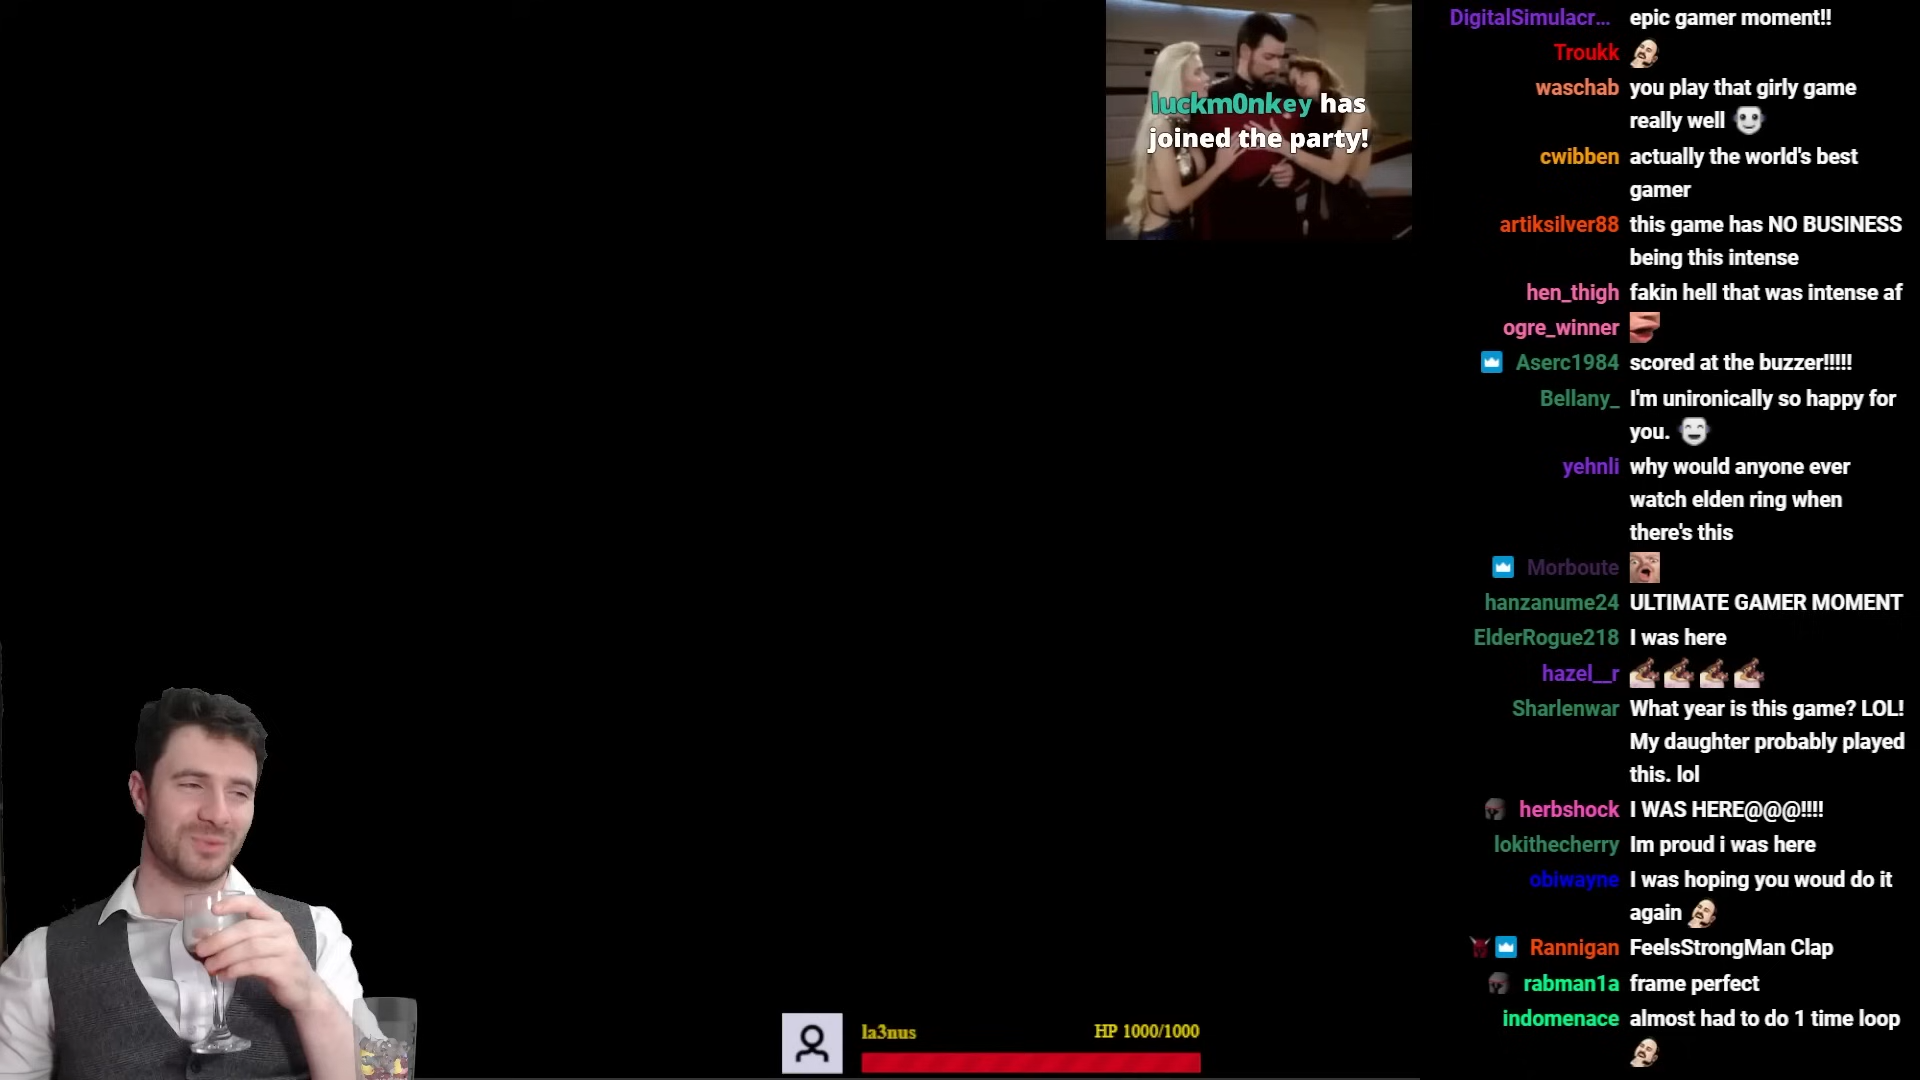 luckm0nkey has
joined the party!
DigitalSimulacr... epic gamer moment!!
Troukk
waschab you play that girly game
really well
cwibben actually the world's best
gamer
artiksilver88 this game has NO BUSINESS
being this intense
hen_thigh fakin hell that was intense af
ogre_winner
Aserc1984 scored at the buzzer!!!!!
Bellany_ I'm unironically so happy for
you.
yehnli why would anyone ever
watch elden ring when
there's this
Morboute
hanzanume24 ULTIMATE GAMER MOMENT
ElderRogue218 I was here
hazel__r
Sharlenwar What year is this game? LOL!
My daughter probably played
this. lol
herbshock I WAS HERE@@@!!!!
lokithecherry Im proud i was here
obiwayne I was hoping you woud do it
again
Rannigan FeelsStrongMan Clap
rabman1a frame perfect
indomenace almost had to do 1 time loop
la3nus HP 1000/1000